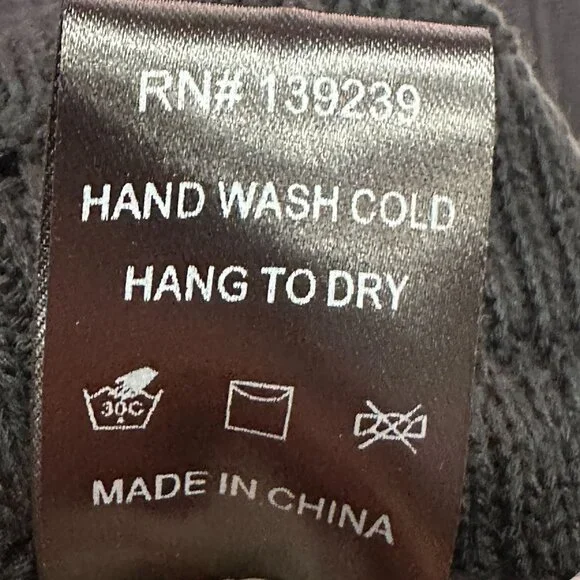 RN# 139239
HAND WASH COLD
HANG TO DRY
30C
MADE IN CHINA